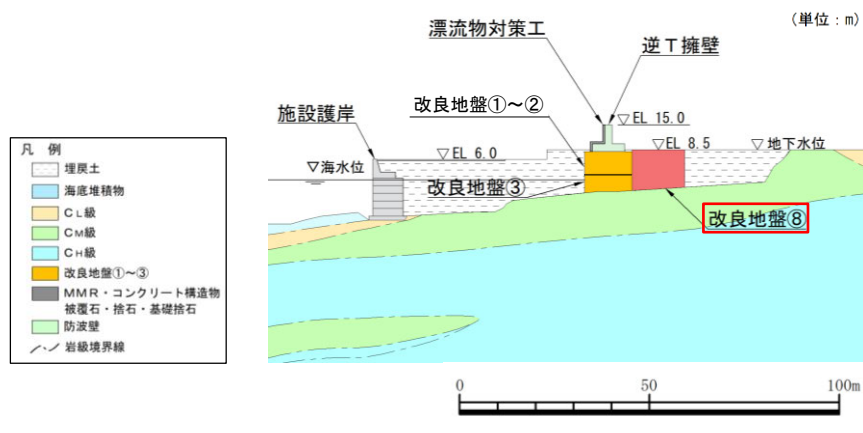 （単位：m）
漂流物対策工
逆Ｔ擁壁
改良地盤①～②
▽EL 15.0
施設護岸
▽EL 8.5
▽地下水位
▽EL 6.0
▽海水位
改良地盤③
改良地盤⑧
凡 例
埋戻土
海底堆積物
ＣL級
ＣM級
ＣH級
改良地盤①～③
MMR・コンクリート構造物
被覆石・捨石・基礎捨石
防波壁
岩級境界線
0 50 100m